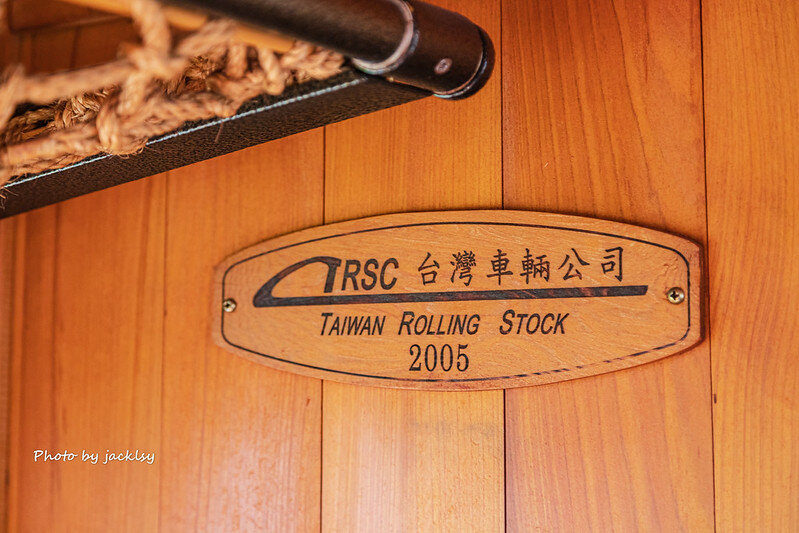 TRSC 台灣車輛公司
TAIWAN ROLLING STOCK
2005
Photo by jacklsy